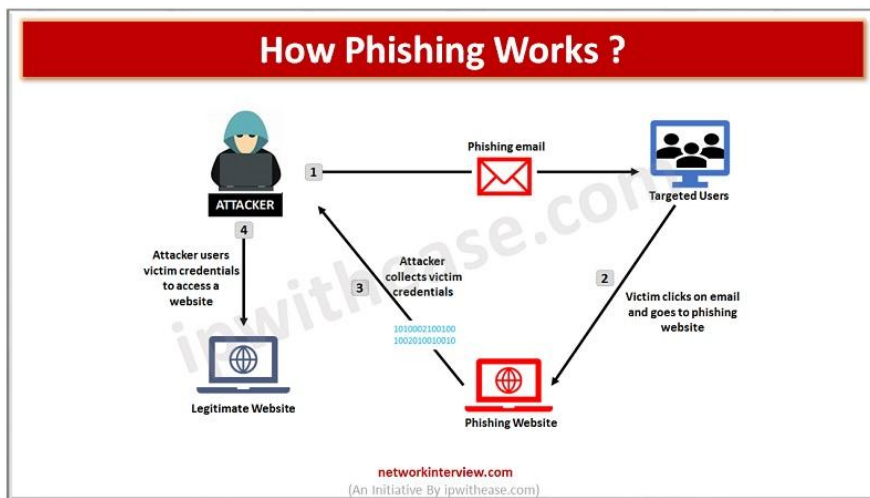 How Phishing Works ?
Phishing email
1
ATTACKER
Targeted Users
4
Attacker users
victim credentials
to access a
website
3
Attacker
collects victim
credentials
2
Victim clicks on email
and goes to phishing
website
1010002100100
1002010010010
Legitimate Website
Phishing Website
ipwithease.com
networkinterview.com
(An Initiative By ipwithease.com)